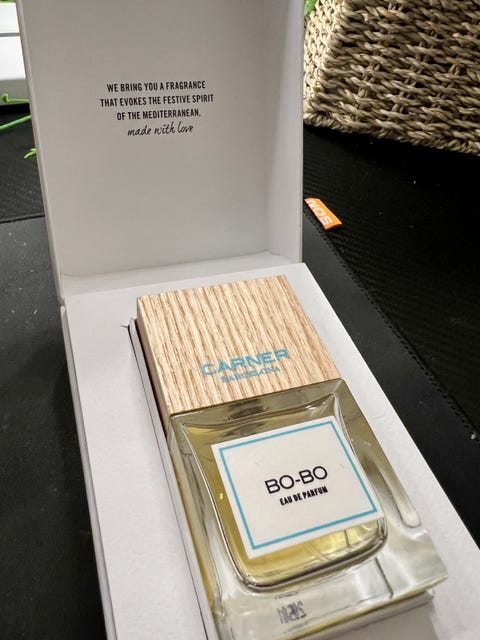 WE BRING YOU A FRAGRANCE
THAT EVOKES THE FESTIVE SPIRIT
OF THE MEDITERRANEAN,
made with love
CARNER
BARCELONA
BO-BO
EAU DE PARFUM